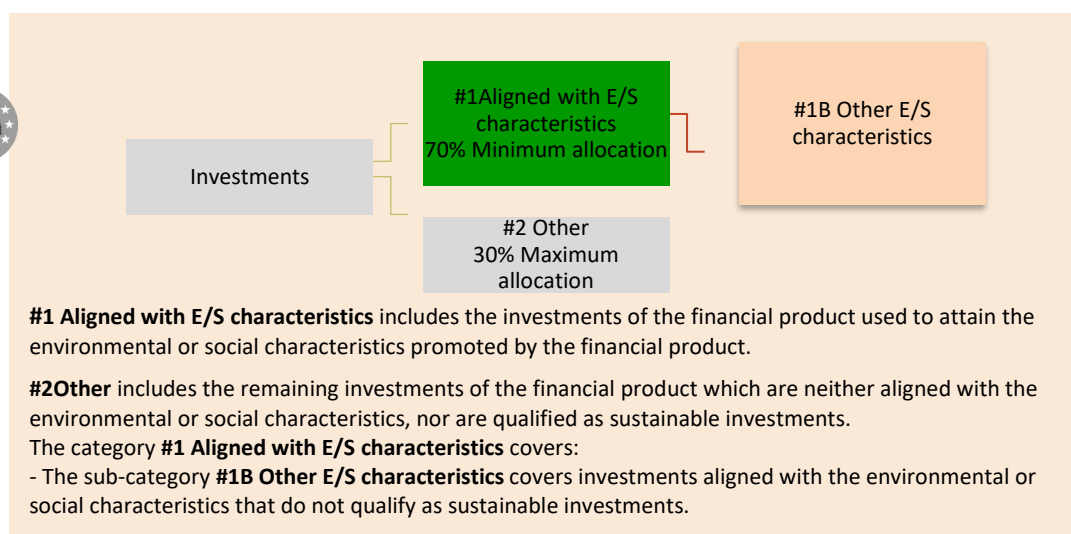 #1Aligned with E/S
characteristics
70% Minimum allocation
#1B Other E/S
characteristics
Investments
#2 Other
30% Maximum
allocation
#1 Aligned with E/S characteristics includes the investments of the financial product used to attain the
environmental or social characteristics promoted by the financial product.
#2Other includes the remaining investments of the financial product which are neither aligned with the
environmental or social characteristics, nor are qualified as sustainable investments.
The category #1 Aligned with E/S characteristics covers:
- The sub-category #1B Other E/S characteristics covers investments aligned with the environmental or
social characteristics that do not qualify as sustainable investments.